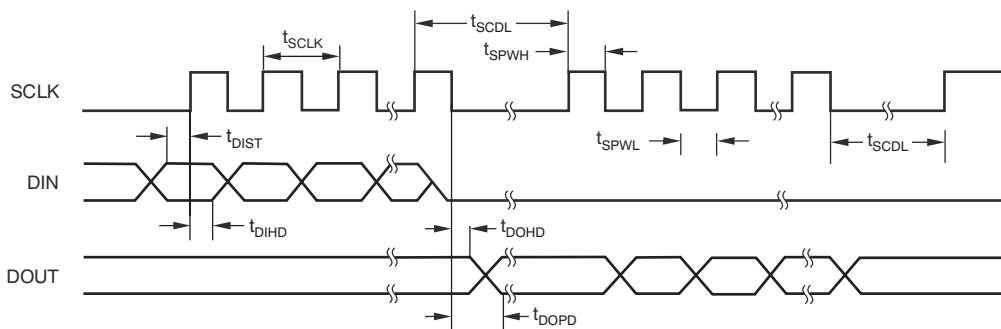 tSCDL
tSCLK
tSPWH
SCLK
tDIST
tSPWL
tSCDL
DIN
tDIHD
tDOHD
DOUT
tDOPD